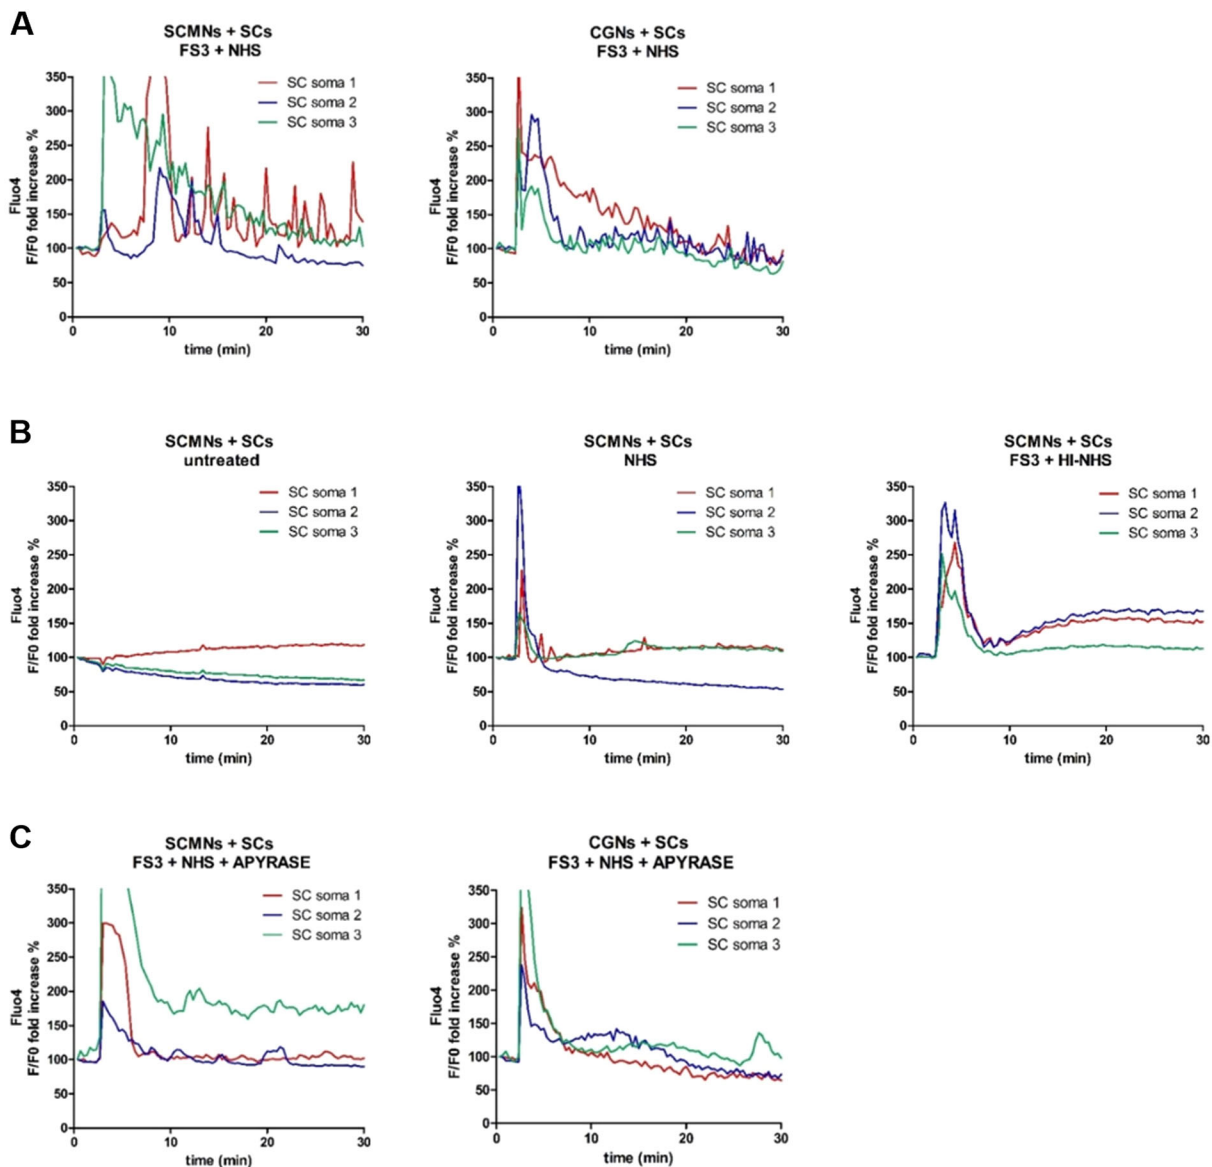 A
SCMNs + SCs
FS3 + NHS
Fluo4
F/F0 fold increase %
350
300
250
200
150
100
50
0
SC soma 1
SC soma 2
SC soma 3
0 10 20 30
time (min)
CGNs + SCs
FS3 + NHS
Fluo4
F/F0 fold increase %
350
300
250
200
150
100
50
0
SC soma 1
SC soma 2
SC soma 3
0 10 20 30
time (min)
B
SCMNs + SCs
untreated
Fluo4
F/F0 fold increase %
350
300
250
200
150
100
50
0
SC soma 1
SC soma 2
SC soma 3
0 10 20 30
time (min)
SCMNs + SCs
NHS
Fluo4
F/F0 fold increase %
350
300
250
200
150
100
50
0
SC soma 1
SC soma 2
SC soma 3
0 10 20 30
time (min)
SCMNs + SCs
FS3 + HI-NHS
Fluo4
F/F0 fold increase %
350
300
250
200
150
100
50
0
SC soma 1
SC soma 2
SC soma 3
0 10 20 30
time (min)
C
SCMNs + SCs
FS3 + NHS + APYRASE
Fluo4
F/F0 fold increase %
350
300
250
200
150
100
50
0
SC soma 1
SC soma 2
SC soma 3
0 10 20 30
time (min)
CGNs + SCs
FS3 + NHS + APYRASE
Fluo4
F/F0 fold increase %
350
300
250
200
150
100
50
0
SC soma 1
SC soma 2
SC soma 3
0 10 20 30
time (min)